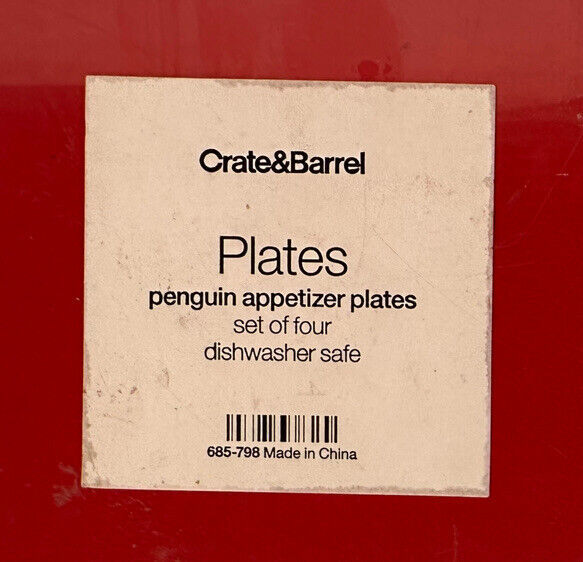 Crate&Barrel
Plates
penguin appetizer plates
set of four
dishwasher safe
685-798 Made in China